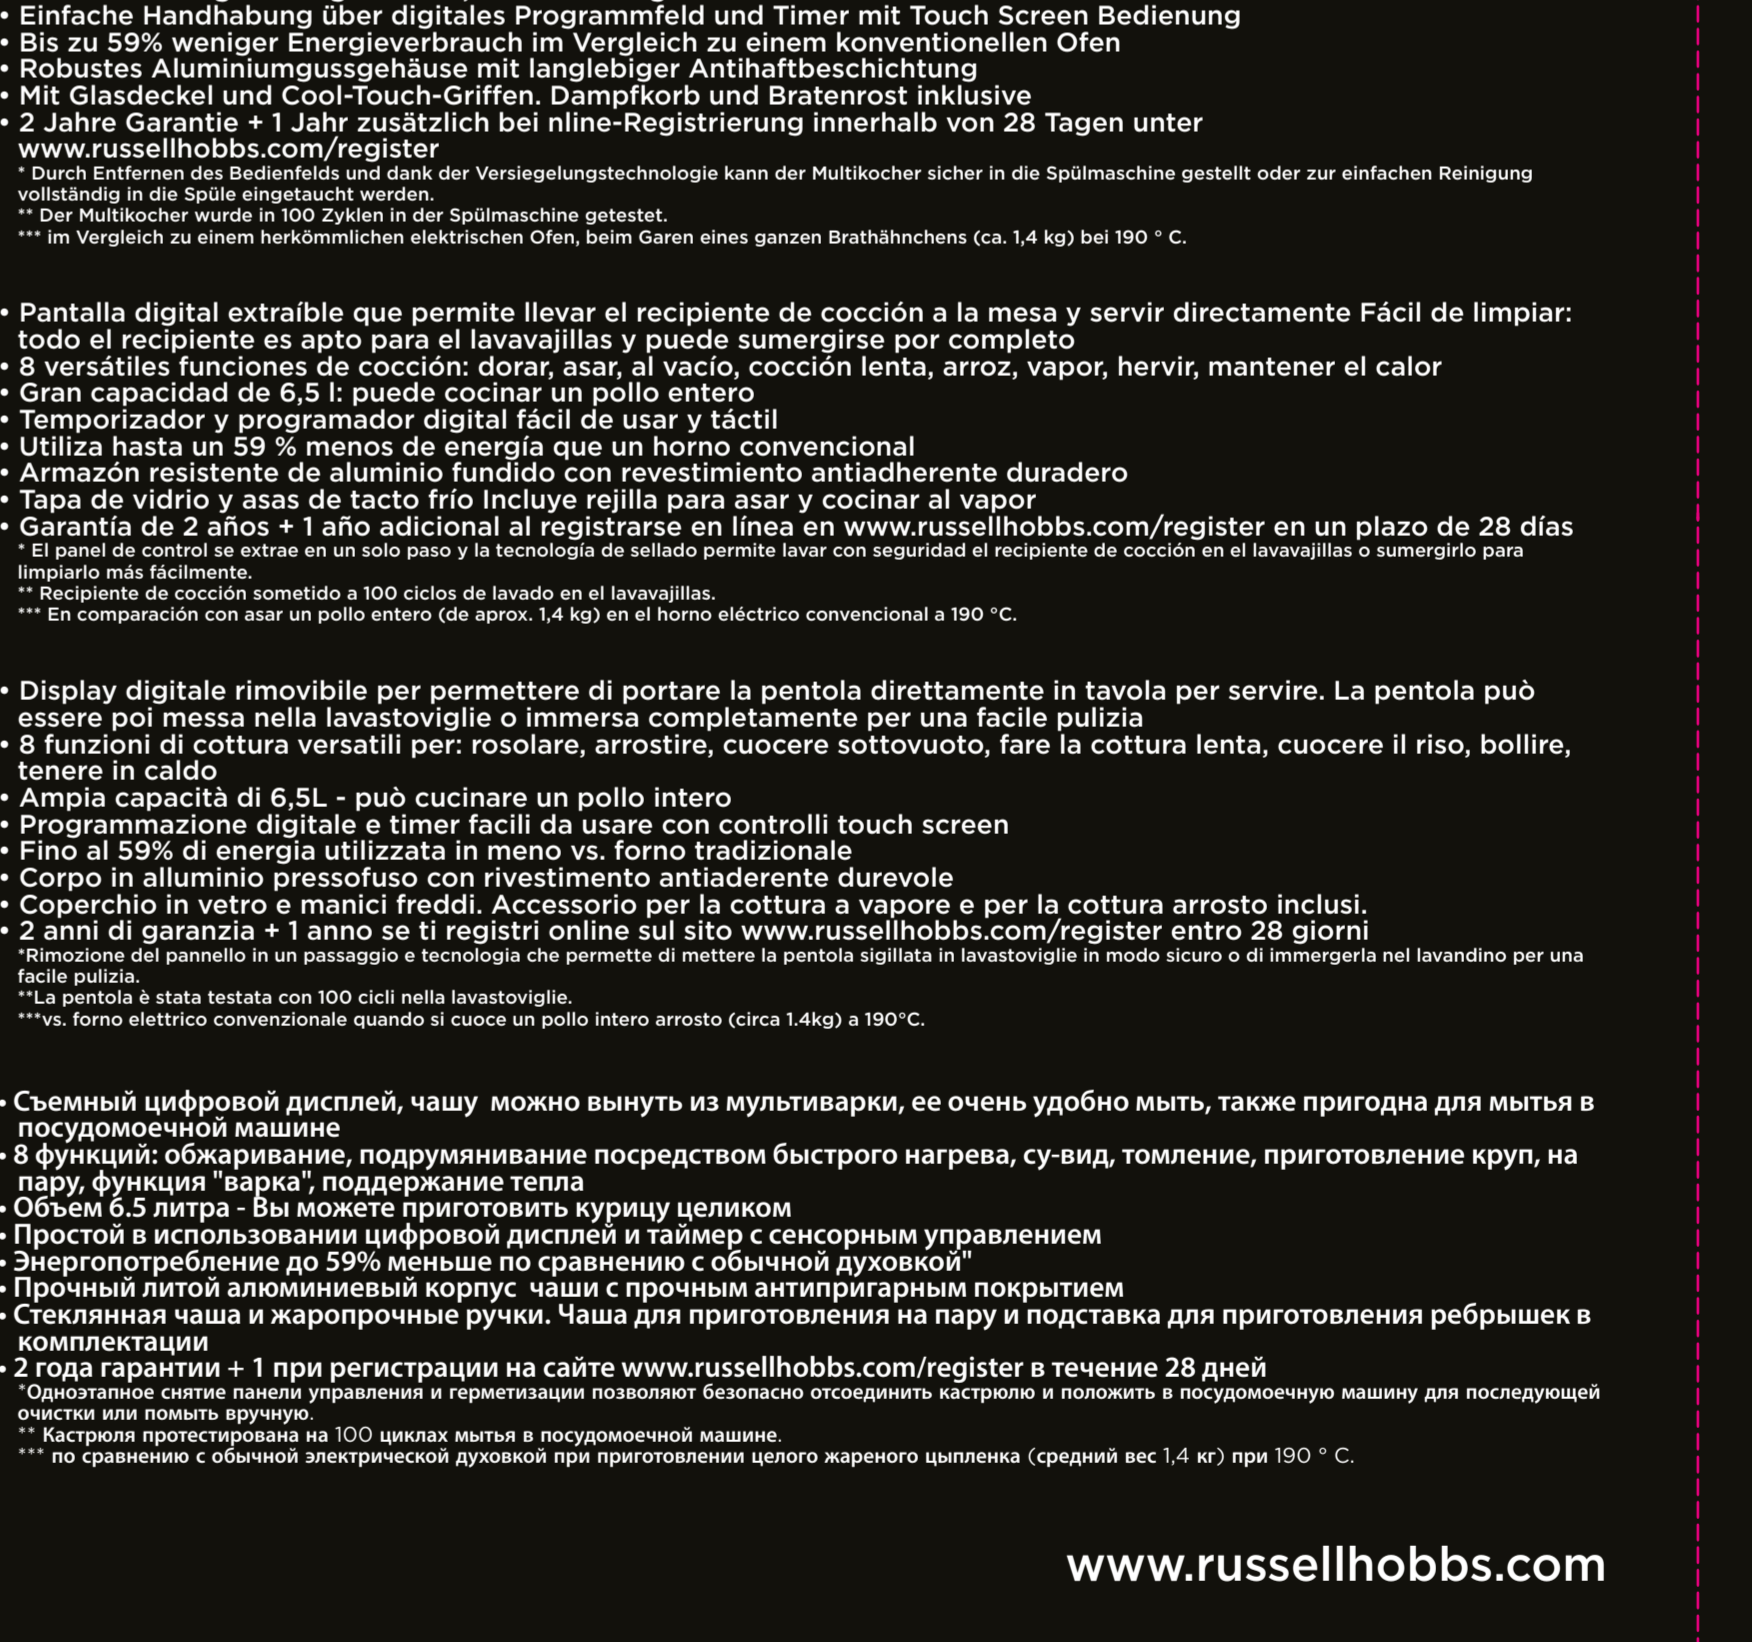 • Einfache Handhabung über digitales Programmfeld und Timer mit Touch Screen Bedienung
• Bis zu 59% weniger Energieverbrauch im Vergleich zu einem konventionellen Ofen
• Robustes Aluminiumgussgehäuse mit langlebiger Antihaftbeschichtung
• Mit Glasdeckel und Cool-Touch-Griffen. Dampfkorb und Bratenrost inklusive
• 2 Jahre Garantie + 1 Jahr zusätzlich bei nline-Registrierung innerhalb von 28 Tagen unter
www.russellhobbs.com/register
* Durch Entfernen des Bedienfelds und dank der Versiegelungstechnologie kann der Multikocher sicher in die Spülmaschine gestellt oder zur einfachen Reinigung
vollständig in die Spüle eingetaucht werden.
** Der Multikocher wurde in 100 Zyklen in der Spülmaschine getestet.
*** im Vergleich zu einem herkömmlichen elektrischen Ofen, beim Garen eines ganzen Brathähnchens (ca. 1,4 kg) bei 190 ° C.
• Pantalla digital extraíble que permite llevar el recipiente de cocción a la mesa y servir directamente Fácil de limpiar:
todo el recipiente es apto para el lavavajillas y puede sumergirse por completo
• 8 versátiles funciones de cocción: dorar, asar, al vacío, cocción lenta, arroz, vapor, hervir, mantener el calor
• Gran capacidad de 6,5 l: puede cocinar un pollo entero
• Temporizador y programador digital fácil de usar y táctil
• Utiliza hasta un 59 % menos de energía que un horno convencional
• Armazón resistente de aluminio fundido con revestimiento antiadherente duradero
• Tapa de vidrio y asas de tacto frío Incluye rejilla para asar y cocinar al vapor
• Garantía de 2 años + 1 año adicional al registrarse en línea en www.russellhobbs.com/register en un plazo de 28 días
* El panel de control se extrae en un solo paso y la tecnología de sellado permite lavar con seguridad el recipiente de cocción en el lavavajillas o sumergirlo para
limpiarlo más fácilmente.
** Recipiente de cocción sometido a 100 ciclos de lavado en el lavavajillas.
*** En comparación con asar un pollo entero (de aprox. 1,4 kg) en el horno eléctrico convencional a 190 °C.
• Display digitale rimovibile per permettere di portare la pentola direttamente in tavola per servire. La pentola può
essere poi messa nella lavastoviglie o immersa completamente per una facile pulizia
• 8 funzioni di cottura versatili per: rosolare, arrostire, cuocere sottovuoto, fare la cottura lenta, cuocere il riso, bollire,
tenere in caldo
• Ampia capacità di 6,5L - può cucinare un pollo intero
• Programmazione digitale e timer facili da usare con controlli touch screen
• Fino al 59% di energia utilizzata in meno vs. forno tradizionale
• Corpo in alluminio pressofuso con rivestimento antiaderente durevole
• Coperchio in vetro e manici freddi. Accessorio per la cottura a vapore e per la cottura arrosto inclusi.
• 2 anni di garanzia + 1 anno se ti registri online sul sito www.russellhobbs.com/register entro 28 giorni
*Rimozione del pannello in un passaggio e tecnologia che permette di mettere la pentola sigillata in lavastoviglie in modo sicuro o di immergerla nel lavandino per una
facile pulizia.
**La pentola è stata testata con 100 cicli nella lavastoviglie.
***vs. forno elettrico convenzionale quando si cuoce un pollo intero arrosto (circa 1.4kg) a 190°C.
• Съемный цифровой дисплей, чашу можно вынуть из мультиварки, ее очень удобно мыть, также пригодна для мытья в
посудомоечной машине
• 8 функций: обжаривание, подрумянивание посредством быстрого нагрева, су-вид, томление, приготовление круп, на
пару, функция "варка", поддержание тепла
• Объем 6.5 литра - Вы можете приготовить курицу целиком
• Простой в использовании цифровой дисплей и таймер с сенсорным управлением
• Энергопотребление до 59% меньше по сравнению с обычной духовкой"
• Прочный литой алюминиевый корпус чаши с прочным антипригарным покрытием
• Стеклянная чаша и жаропрочные ручки. Чаша для приготовления на пару и подставка для приготовления ребрышек в
комплектации
• 2 года гарантии + 1 при регистрации на сайте www.russellhobbs.com/register в течение 28 дней
*Одноэтапное снятие панели управления и герметизации позволяют безопасно отсоединить кастрюлю и положить в посудомоечную машину для последующей
очистки или помыть вручную.
** Кастрюля протестирована на 100 циклах мытья в посудомоечной машине.
*** по сравнению с обычной электрической духовкой при приготовлении целого жареного цыпленка (средний вес 1,4 кг) при 190 ° C.
www.russellhobbs.com